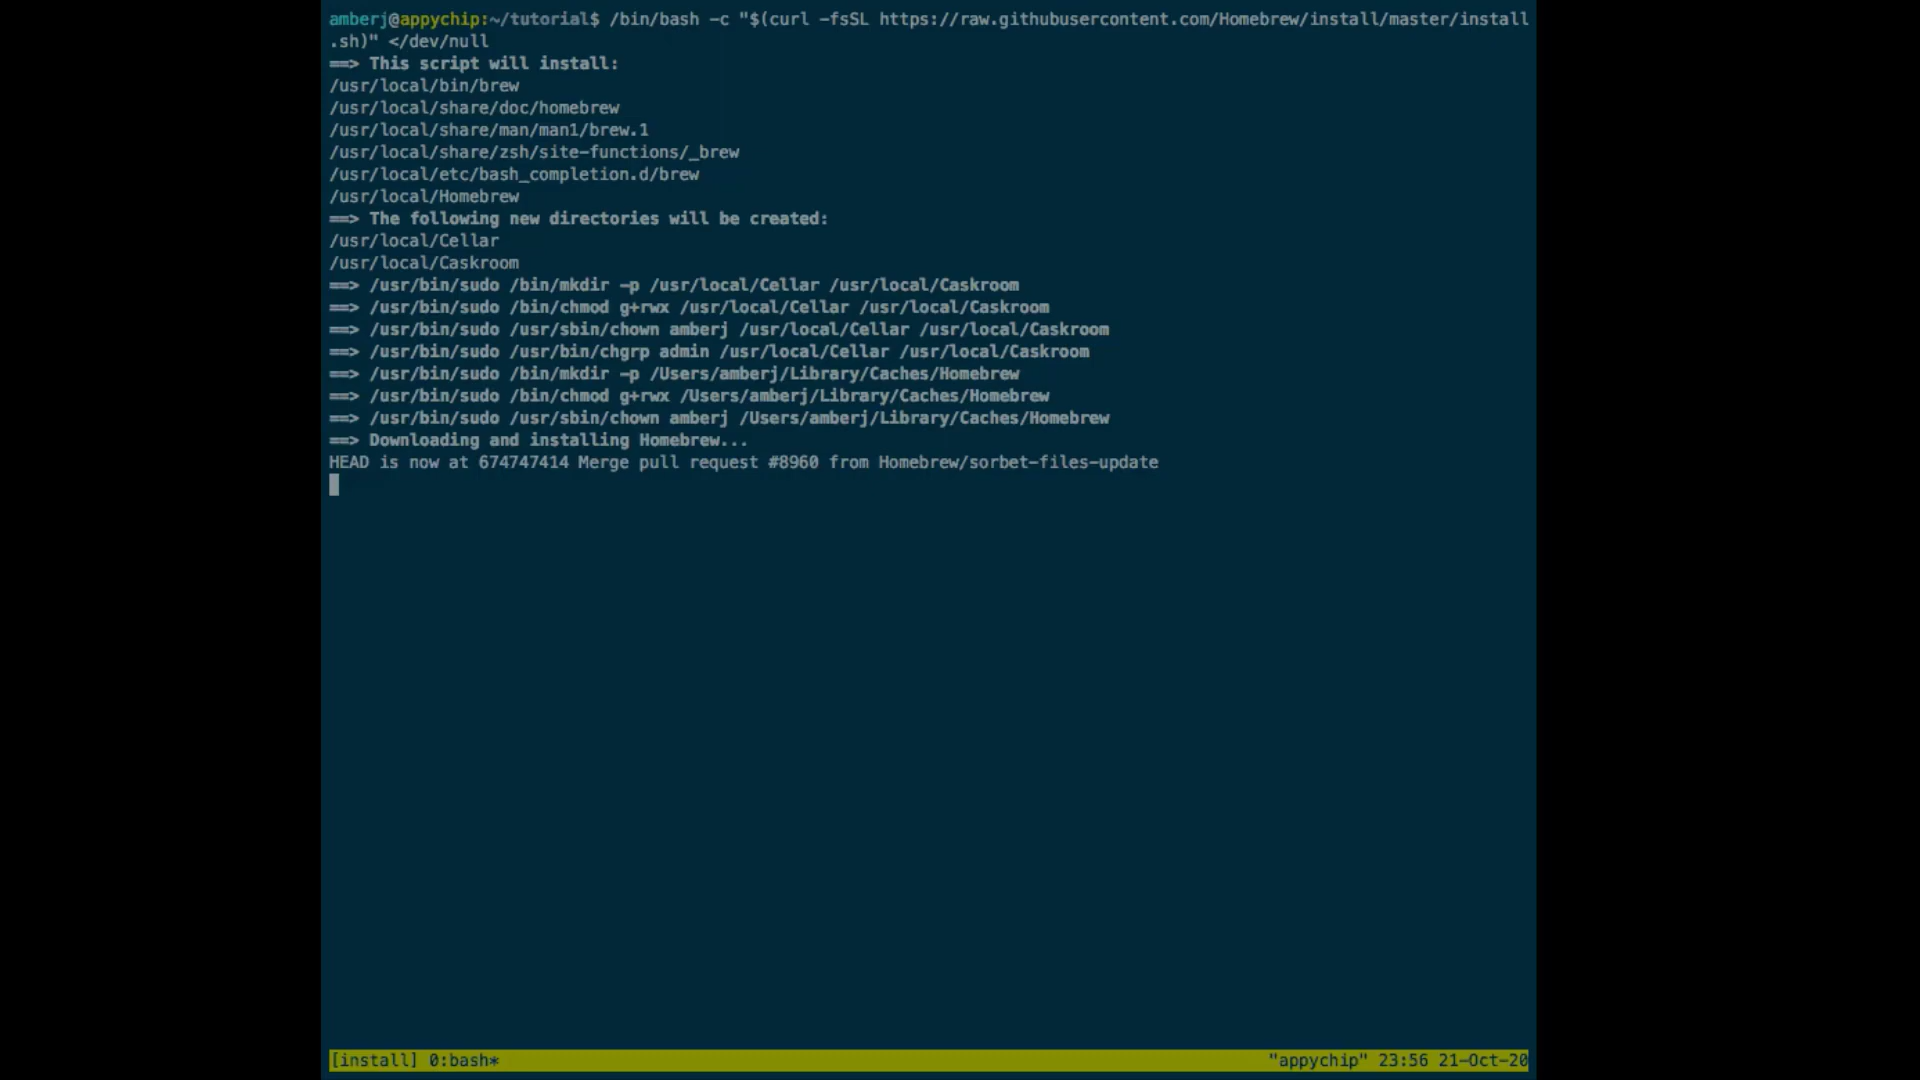 amberj@appychip:~/tutorial$ /bin/bash -c "$(curl -fsSL https://raw.githubusercontent.com/Homebrew/install/master/install
.sh)" </dev/null
==> This script will install:
/usr/local/bin/brew
/usr/local/share/doc/homebrew
/usr/local/share/man/man1/brew.1
/usr/local/share/zsh/site-functions/_brew
/usr/local/etc/bash_completion.d/brew
/usr/local/Homebrew
==> The following new directories will be created:
/usr/local/Cellar
/usr/local/Caskroom
==> /usr/bin/sudo /bin/mkdir -p /usr/local/Cellar /usr/local/Caskroom
==> /usr/bin/sudo /bin/chmod g+rwx /usr/local/Cellar /usr/local/Caskroom
==> /usr/bin/sudo /usr/sbin/chown amberj /usr/local/Cellar /usr/local/Caskroom
==> /usr/bin/sudo /usr/bin/chgrp admin /usr/local/Cellar /usr/local/Caskroom
==> /usr/bin/sudo /bin/mkdir -p /Users/amberj/Library/Caches/Homebrew
==> /usr/bin/sudo /bin/chmod g+rwx /Users/amberj/Library/Caches/Homebrew
==> /usr/bin/sudo /usr/sbin/chown amberj /Users/amberj/Library/Caches/Homebrew
==> Downloading and installing Homebrew...
HEAD is now at 674747414 Merge pull request #8960 from Homebrew/sorbet-files-update
[install] 0:bash* "appychip" 23:56 21-Oct-20